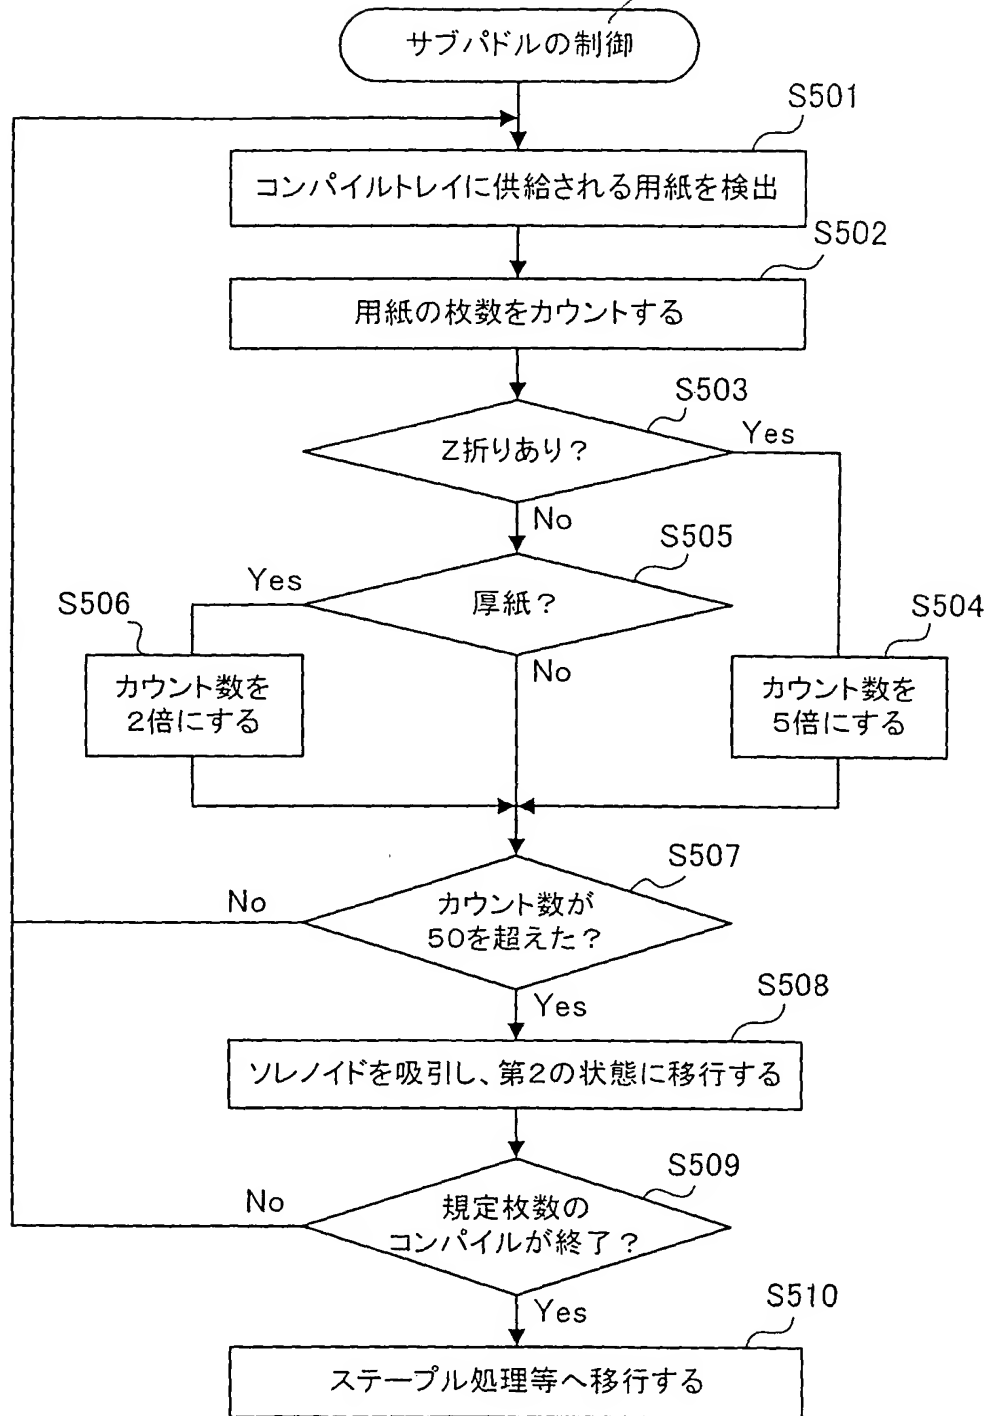 サブパドルの制御
S501
コンパイルトレイに供給される用紙を検出
S502
用紙の枚数をカウントする
S503
Z折りあり？
Yes
No
S505
厚紙？
Yes
No
S506
カウント数を
2倍にする
S504
カウント数を
5倍にする
S507
カウント数が
50を超えた？
No
Yes
S508
ソレノイドを吸引し、第2の状態に移行する
S509
規定枚数の
コンパイルが終了？
No
Yes
S510
ステープル処理等へ移行する